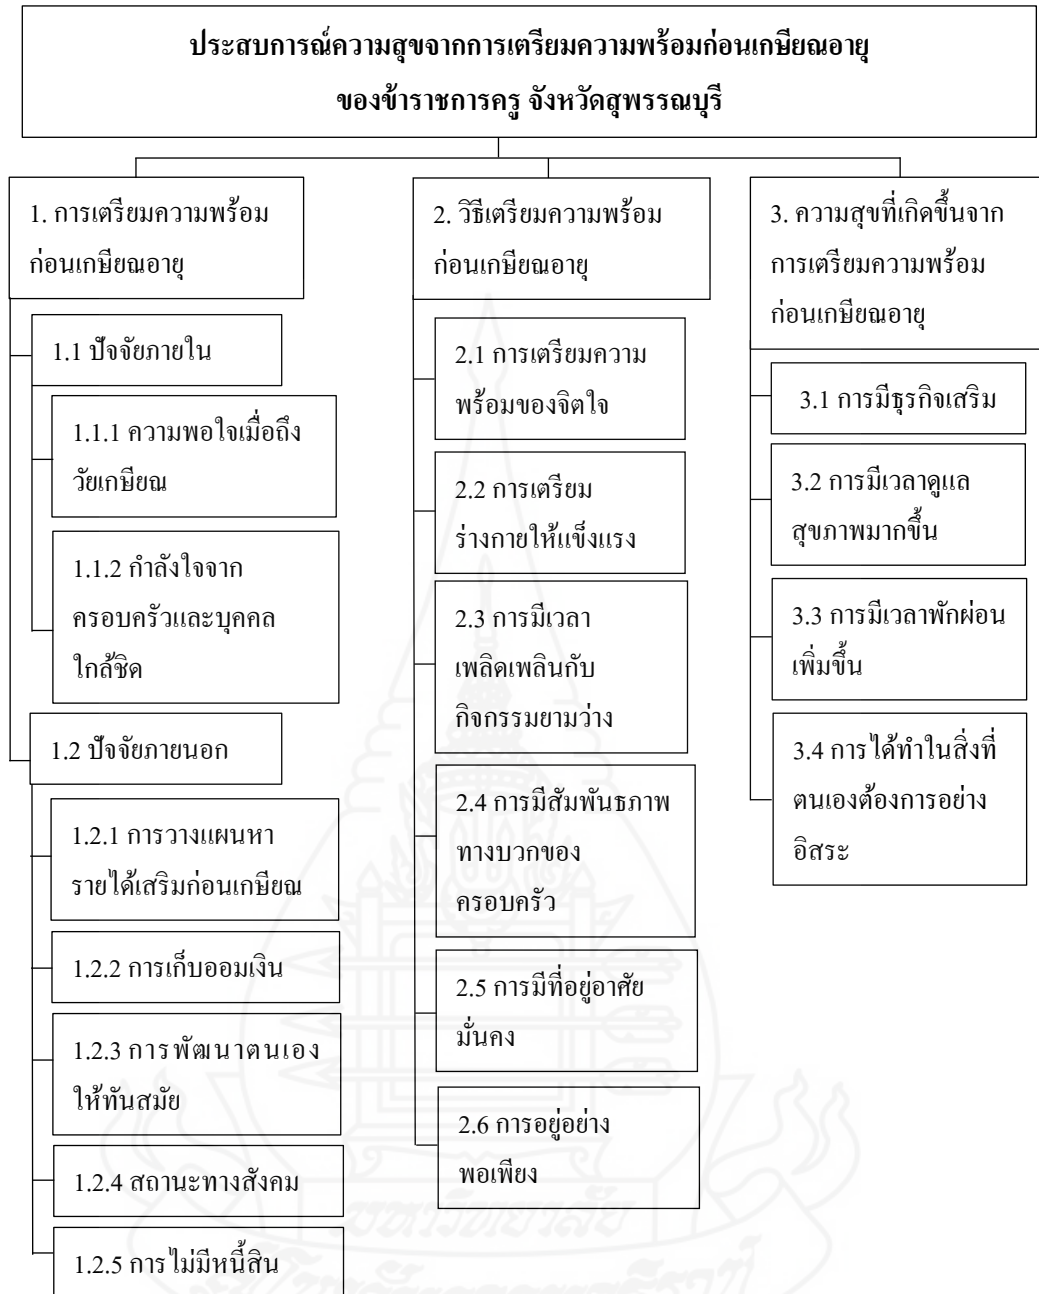 ประสบการณ์ความสุขจากการเตรียมความพร้อมก่อนเกษียณอายุ
ของข้าราชการครู จังหวัดสุพรรณบุรี
1. การเตรียมความพร้อม
ก่อนเกษียณอายุ
1.1 ปัจจัยภายใน
1.1.1 ความพอใจเมื่อถึง
วัยเกษียณ
1.1.2 กำลังใจจาก
ครอบครัวและบุคคล
ใกล้ชิด
1.2 ปัจจัยภายนอก
1.2.1 การวางแผนหา
รายได้เสริมก่อนเกษียณ
1.2.2 การเก็บออมเงิน
1.2.3 การพัฒนาตนเอง
ให้ทันสมัย
1.2.4 สถานะทางสังคม
1.2.5 การไม่มีหนี้สิน
2. วิธีเตรียมความพร้อม
ก่อนเกษียณอายุ
2.1 การเตรียมความ
พร้อมของจิตใจ
2.2 การเตรียม
ร่างกายให้แข็งแรง
2.3 การมีเวลา
เพลิดเพลินกับ
กิจกรรมยามว่าง
2.4 การมีสัมพันธภาพ
ทางบวกของ
ครอบครัว
2.5 การมีที่อยู่อาศัย
มั่นคง
2.6 การอยู่อย่าง
พอเพียง
3. ความสุขที่เกิดขึ้นจาก
การเตรียมความพร้อม
ก่อนเกษียณอายุ
3.1 การมีธุรกิจเสริม
3.2 การมีเวลาดูแล
สุขภาพมากขึ้น
3.3 การมีเวลาพักผ่อน
เพิ่มขึ้น
3.4 การได้ทำในสิ่งที่
ตนเองต้องการอย่าง
อิสระ